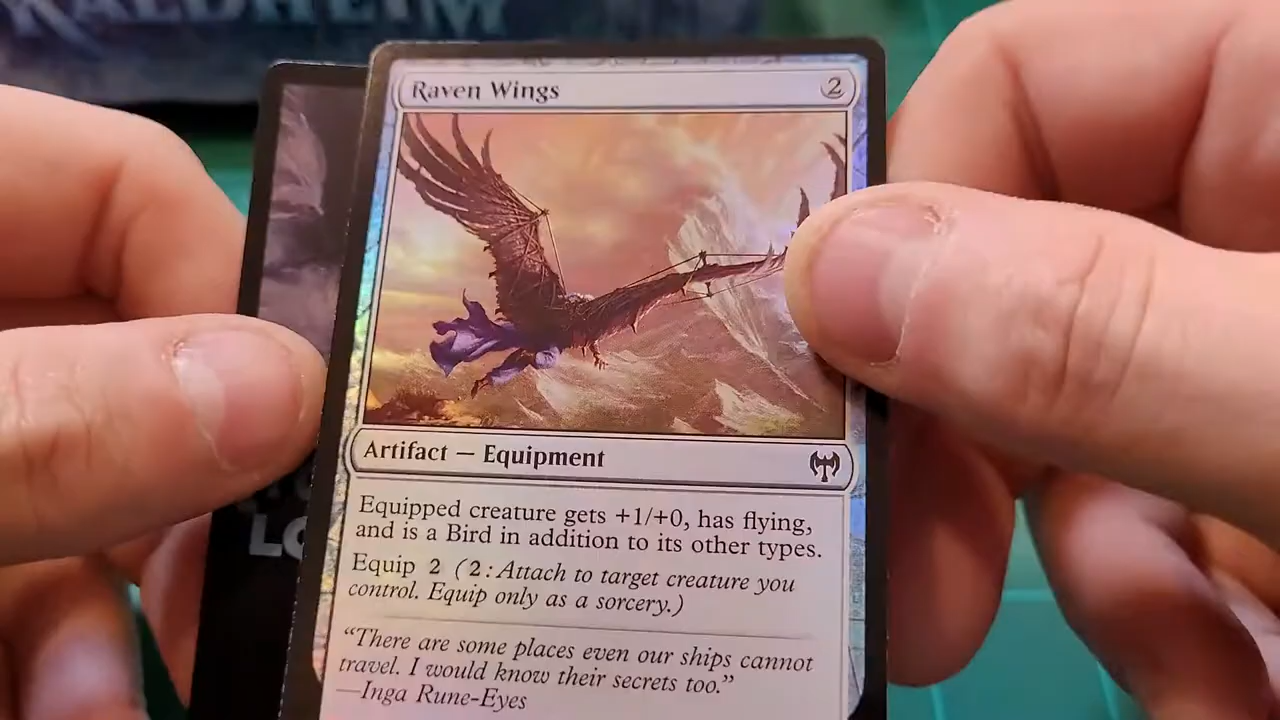 KALDHEIM
Raven Wings 2
Artifact — Equipment
Equipped creature gets +1/+0, has flying,
and is a Bird in addition to its other types.
Equip 2 (2: Attach to target creature you
control. Equip only as a sorcery.)
“There are some places even our ships cannot
travel. I would know their secrets too.”
—Inga Rune-Eyes
LO